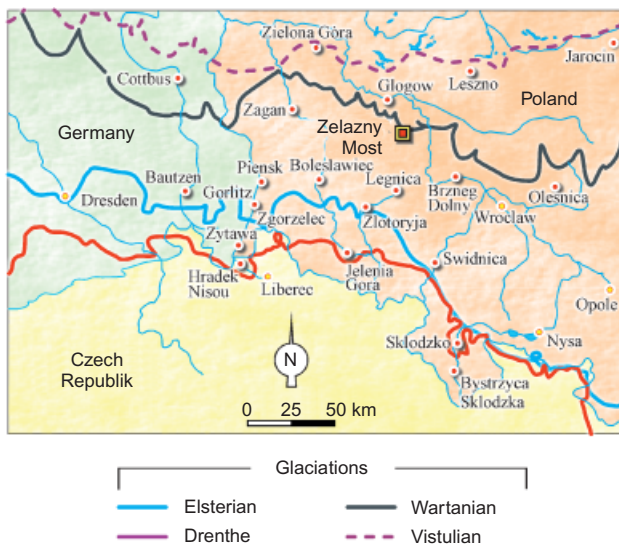 Zielona Góra
Jarocin
Cottbus
Glogow
Leszno
Zagan
Poland
Germany
Zelazny
Most
Bautzen
Piensk
Boleslawiec
Legnica
Gorlitz
Brzneg
Dolny
Olesnica
Dresden
Zgorzelec
Zlotoryja
Wrocław
Zytawa
Swidnica
Hradek
Nisou
Liberec
Jelenia
Gora
Opole
N
Sklodzko
Nysa
Czech
Republik
Bystrzyca
Sklodzka
0 25 50 km
Glaciations
Elsterian Wartanian
Drenthe Vistulian